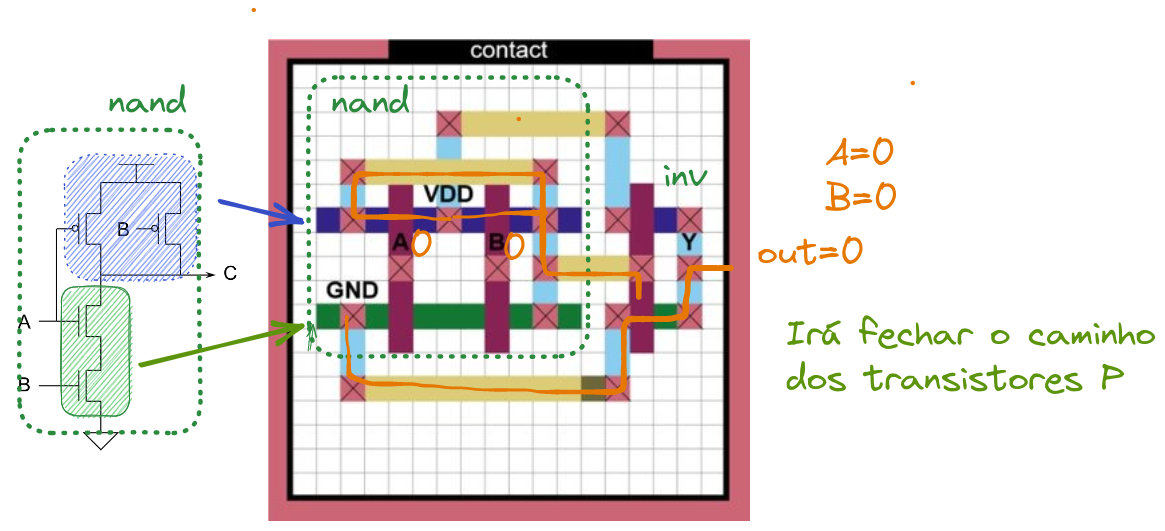 contact
nand
nand
A=0
B=0
inv
VDD
B
A 0
B 0
Y
out=0
C
GND
A
Irá fechar o caminho
dos transistores P
B